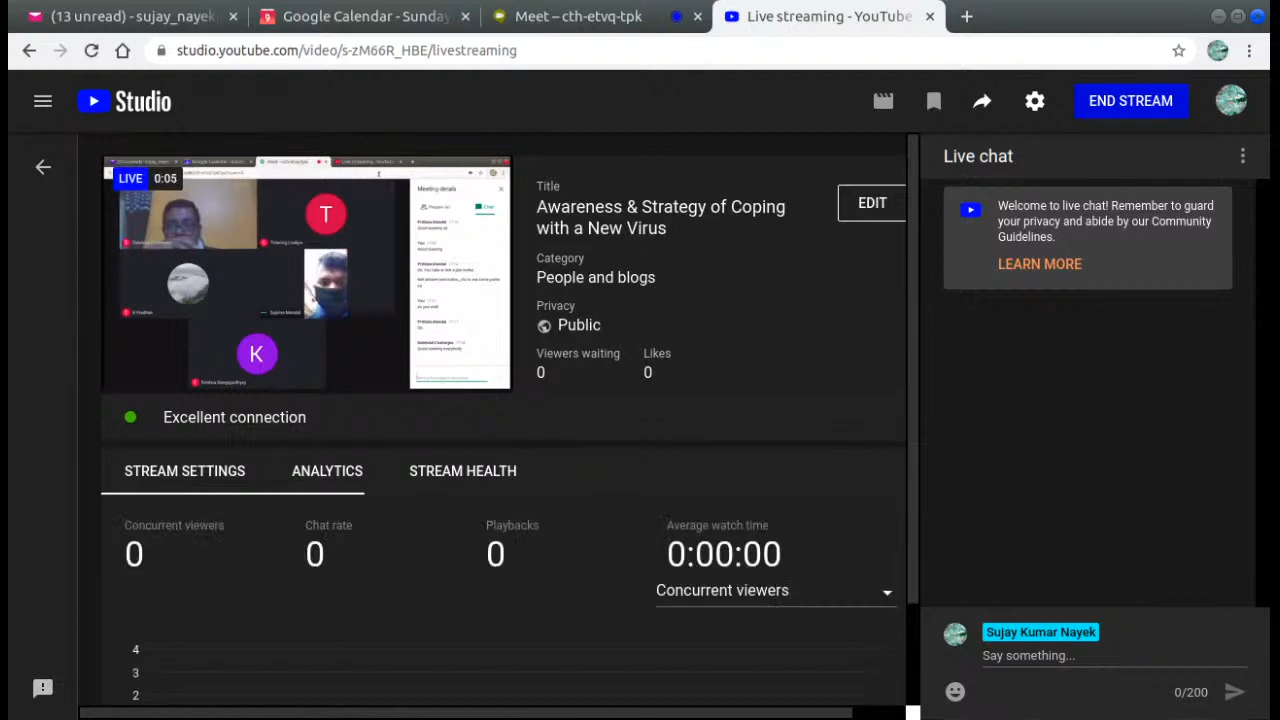 (13 unread) - sujay_nayek
Google Calendar - Sunday
Meet – cth-etvq-tpk
Live streaming - YouTube
studio.youtube.com/video/s-zM66R_HBE/livestreaming
Studio
END STREAM
LIVE 0:05
Meeting details
Chat
T
K
Title
Awareness & Strategy of Coping
with a New Virus
EDIT
Category
People and blogs
Privacy
Public
Viewers waiting Likes
0 0
Excellent connection
STREAM SETTINGS ANALYTICS STREAM HEALTH
Concurrent viewers Chat rate Playbacks Average watch time
0 0 0 0:00:00
Concurrent viewers
4
3
2
Live chat
Welcome to live chat! Remember to guard
your privacy and abide by our Community
Guidelines.
LEARN MORE
Sujay Kumar Nayek
Say something...
0/200